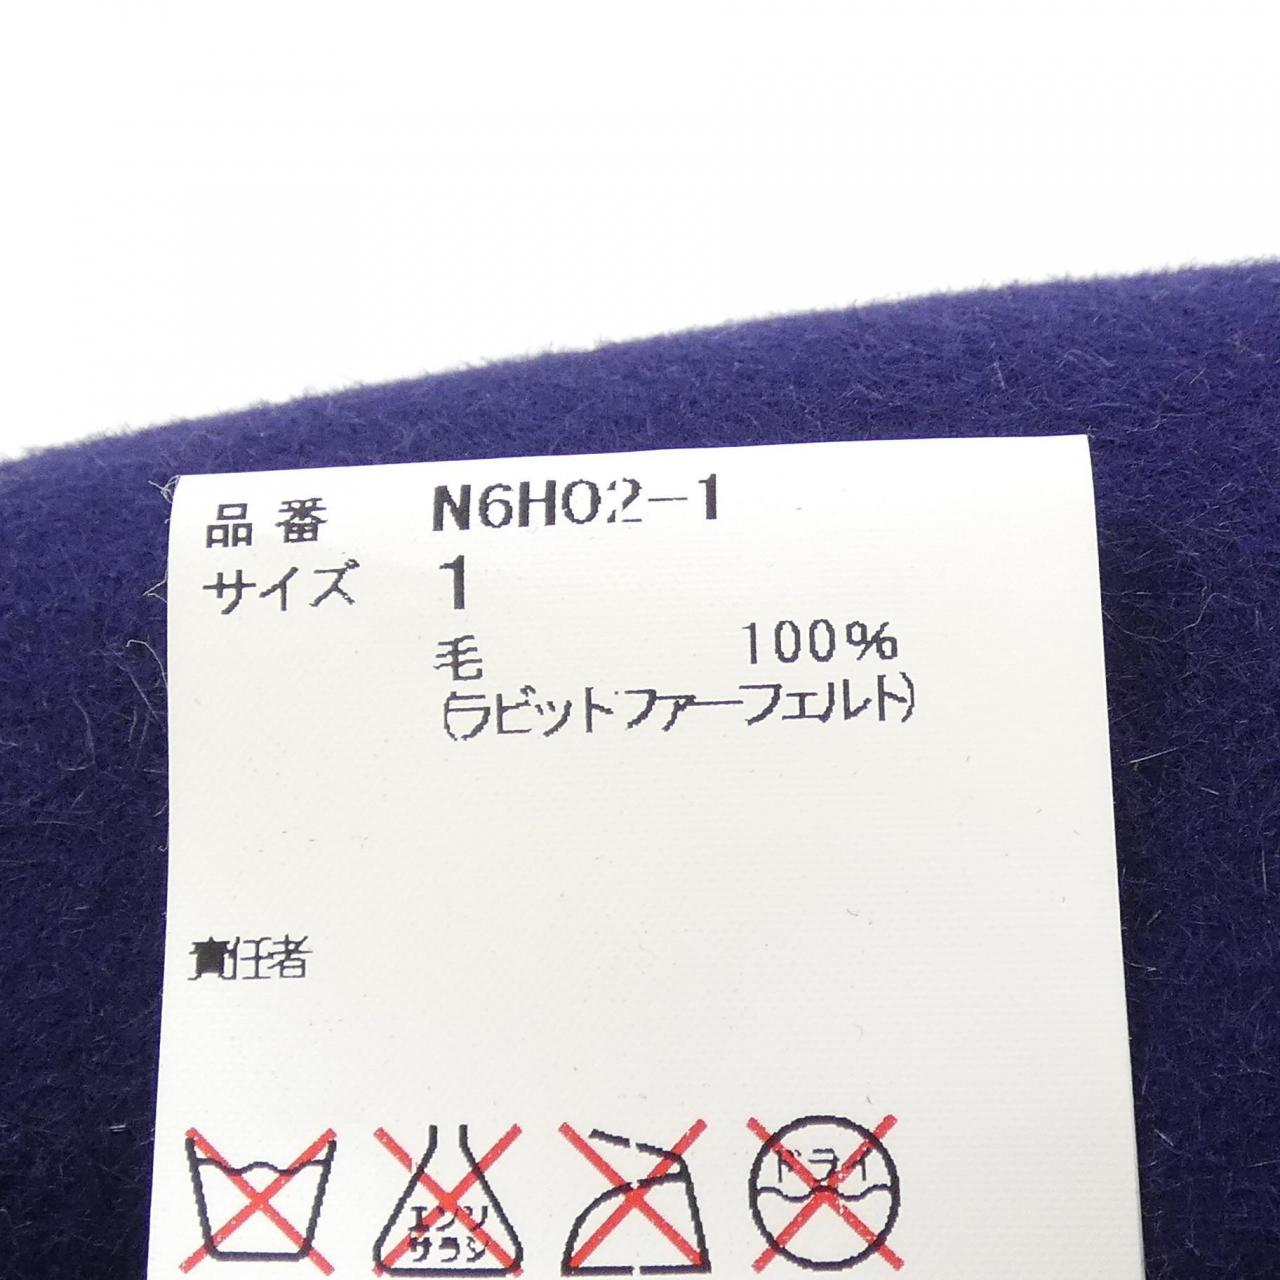 品番 N6H02-1
サイズ 1
毛 100%
(ラビットファーフェルト)
責任者
エンソ
サラシ
ドライ